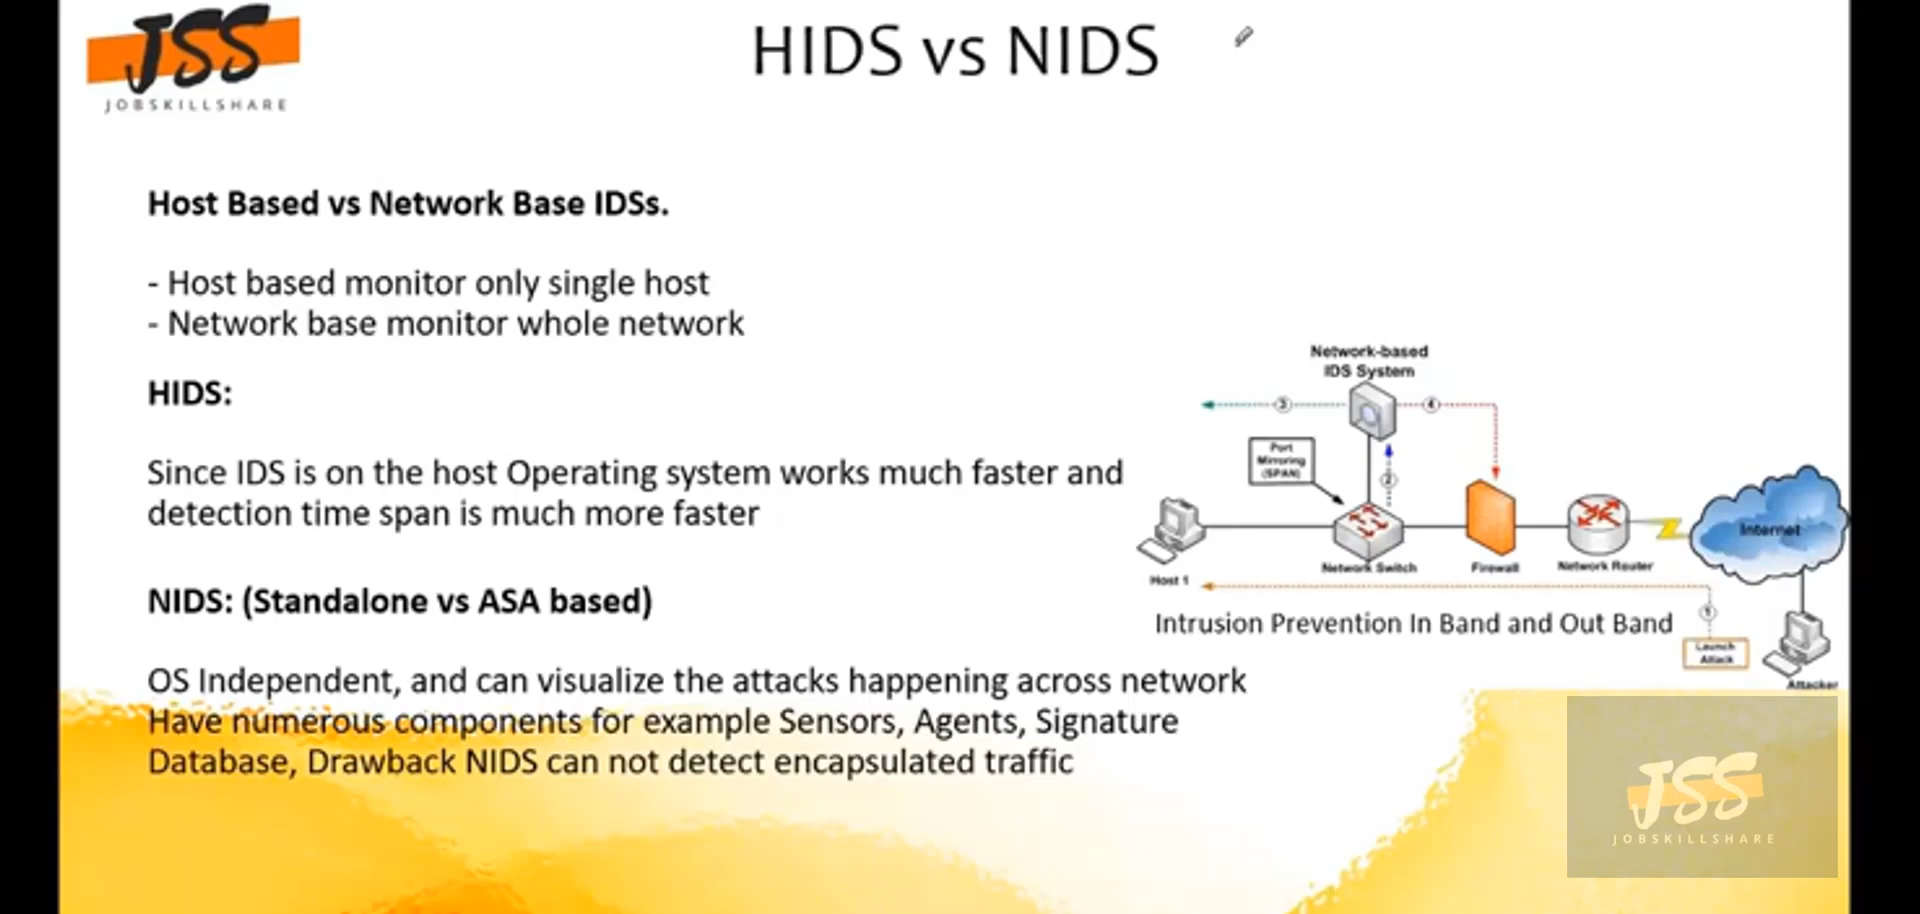 JSS
JOBSKILLSHARE
HIDS vs NIDS
Host Based vs Network Base IDSs.
- Host based monitor only single host
- Network base monitor whole network
HIDS:
Since IDS is on the host Operating system works much faster and
detection time span is much more faster
NIDS: (Standalone vs ASA based)
OS Independent, and can visualize the attacks happening across network
Have numerous components for example Sensors, Agents, Signature
Database, Drawback NIDS can not detect encapsulated traffic
Network-based
IDS System
3
4
Port
Mirroring
(SPAN)
2
Internet
Host 1
Network Switch
Firewall
Network Router
1
Launch
Attack
Attacker
Intrusion Prevention In Band and Out Band
JSS
JOBSKILLSHARE